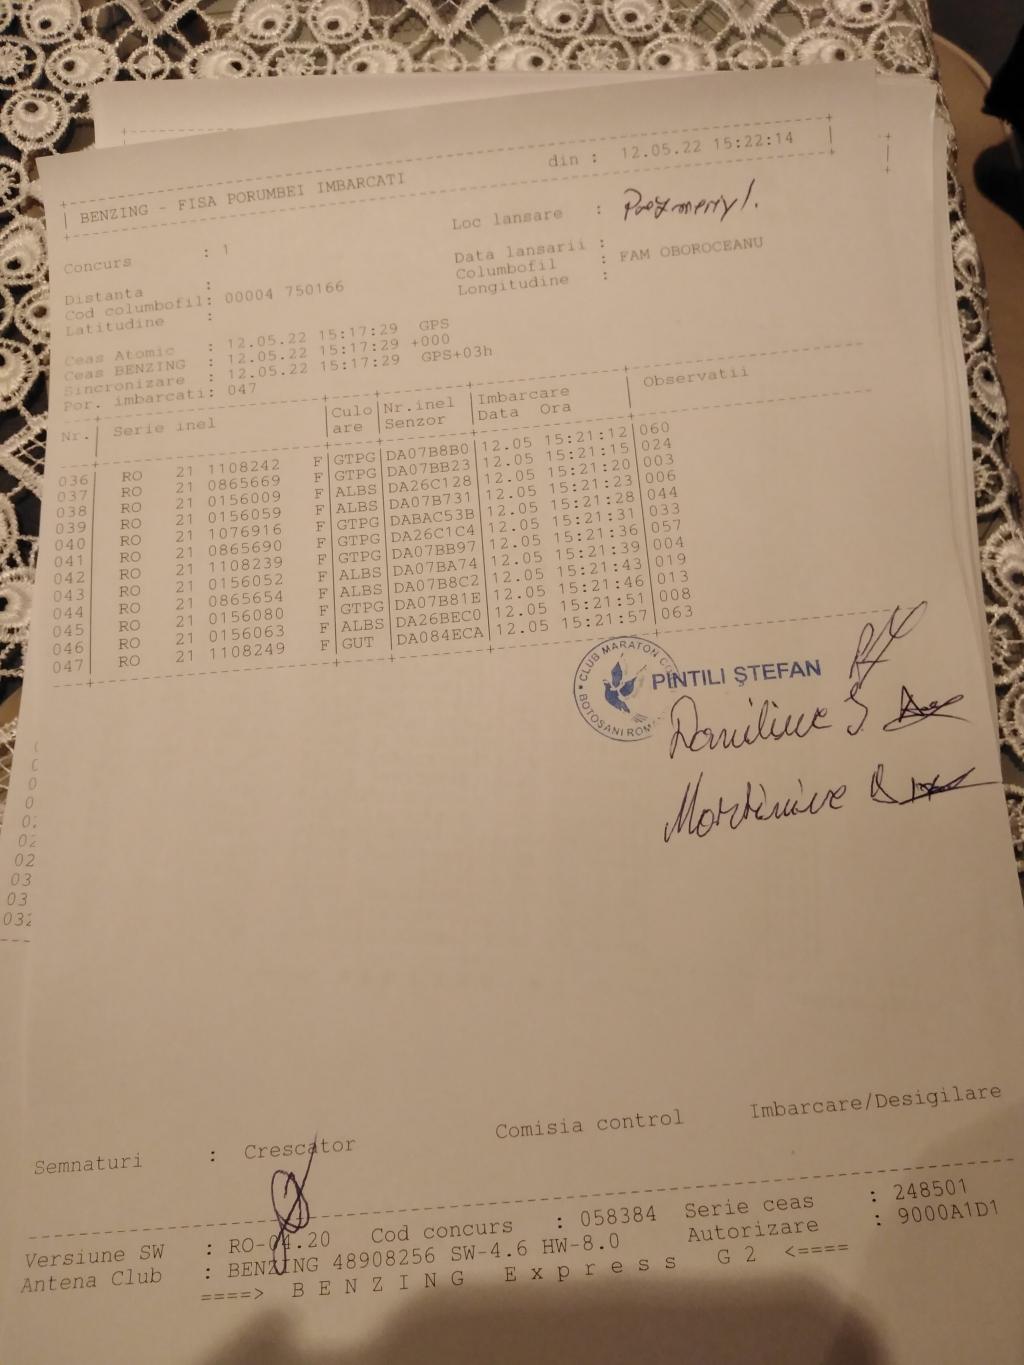 BENZING - FISA PORUMBEI IMBARCATI din : 12.05.22 15:22:14
Concurs : 1 Loc lansare :
Data lansarii :
Distanta : Columbofil : FAM OBOROCEANU
Cod columbofil: 00004 750166 Longitudine :
Latitudine :
Ceas Atomic : 12.05.22 15:17:29 GPS
Ceas BENZING : 12.05.22 15:17:29 +000
Sincronizare : 12.05.22 15:17:29 GPS+03h
Por. imbarcati: 047
Nr. Serie inel Culo Nr.inel Imbarcare Observatii
are Senzor Data Ora
036 RO 21 1108242 F GTPG DA07B8B0 12.05 15:21:12 060
037 RO 21 0865669 F GTPG DA07BB23 12.05 15:21:15 024
038 RO 21 0156009 F ALBS DA26C128 12.05 15:21:20 003
039 RO 21 0156059 F ALBS DA07B731 12.05 15:21:23 006
040 RO 21 1076916 F GTPG DABAC53B 12.05 15:21:28 044
041 RO 21 0865690 F GTPG DA26C1C4 12.05 15:21:31 033
042 RO 21 1108239 F GTPG DA07BB97 12.05 15:21:36 057
043 RO 21 0156052 F ALBS DA07BA74 12.05 15:21:39 004
044 RO 21 0865654 F ALBS DA07B8C2 12.05 15:21:43 019
045 RO 21 0156080 F GTPG DA07B81E 12.05 15:21:46 013
046 RO 21 0156063 F ALBS DA26BEC0 12.05 15:21:51 008
047 RO 21 1108249 F GUT DA084ECA 12.05 15:21:57 063
CLUB MARATON
BOTOSANI
PINTILI ŞTEFAN
Semnaturi : Crescator Comisia control Imbarcare/Desigilare
Versiune SW : RO-04.20 Cod concurs : 058384 Serie ceas : 248501
Antena Club : BENZING 48908256 SW-4.6 HW-8.0 Autorizare : 9000A1D1
====> BENZING Express G2 <====